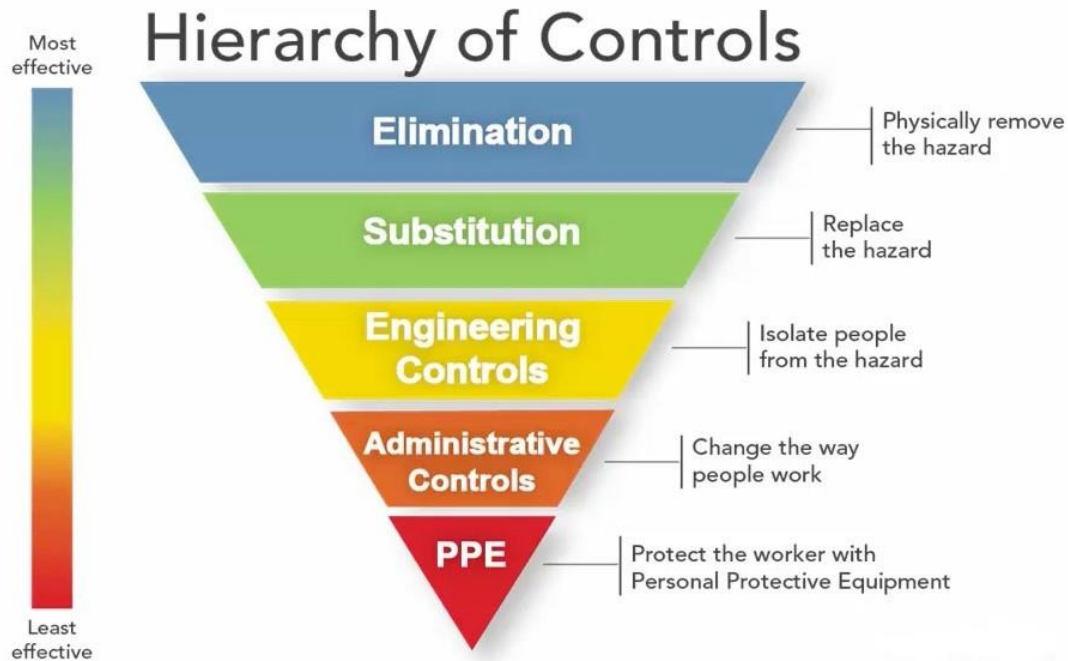 Hierarchy of Controls
Most
effective
Elimination
Physically remove
the hazard
Substitution
Replace
the hazard
Engineering
Controls
Isolate people
from the hazard
Administrative
Controls
Change the way
people work
PPE
Protect the worker with
Personal Protective Equipment
Least
effective